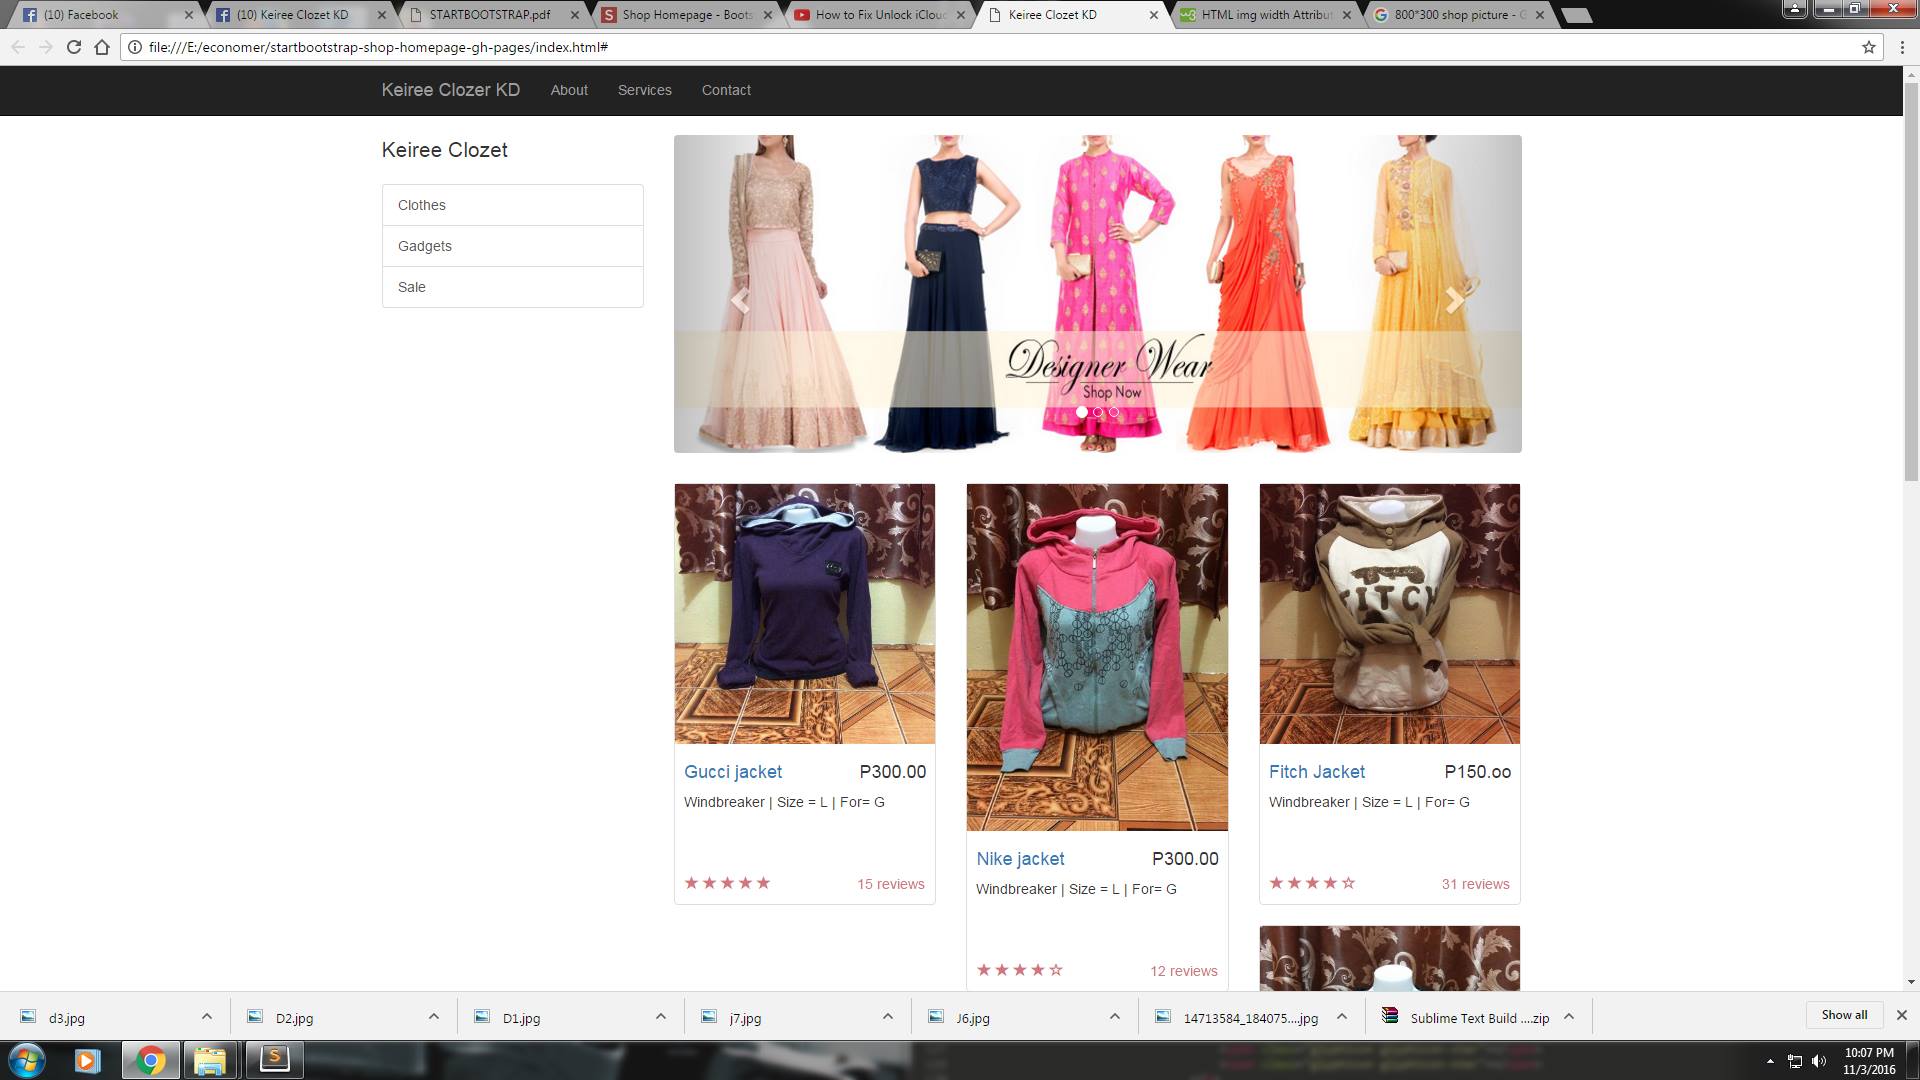 (10) Facebook
(10) Keiree Clozet KD
STARTBOOTSTRAP.pdf
Shop Homepage - Boots
How to Fix Unlock iClou
Keiree Clozet KD
HTML img width Attribut
800*300 shop picture - G
file:///E:/economer/startbootstrap-shop-homepage-gh-pages/index.html#
Keiree Clozer KD
About
Services
Contact
Keiree Clozet
Clothes
Gadgets
Sale
Designer Wear
Shop Now
FITCH
Gucci jacket
P300.00
Windbreaker | Size = L | For= G
15 reviews
Nike jacket
P300.00
Windbreaker | Size = L | For= G
12 reviews
Fitch Jacket
P150.oo
Windbreaker | Size = L | For= G
31 reviews
d3.jpg
D2.jpg
D1.jpg
j7.jpg
J6.jpg
14713584_184075....jpg
Sublime Text Build ....zip
Show all
10:07 PM
11/3/2016